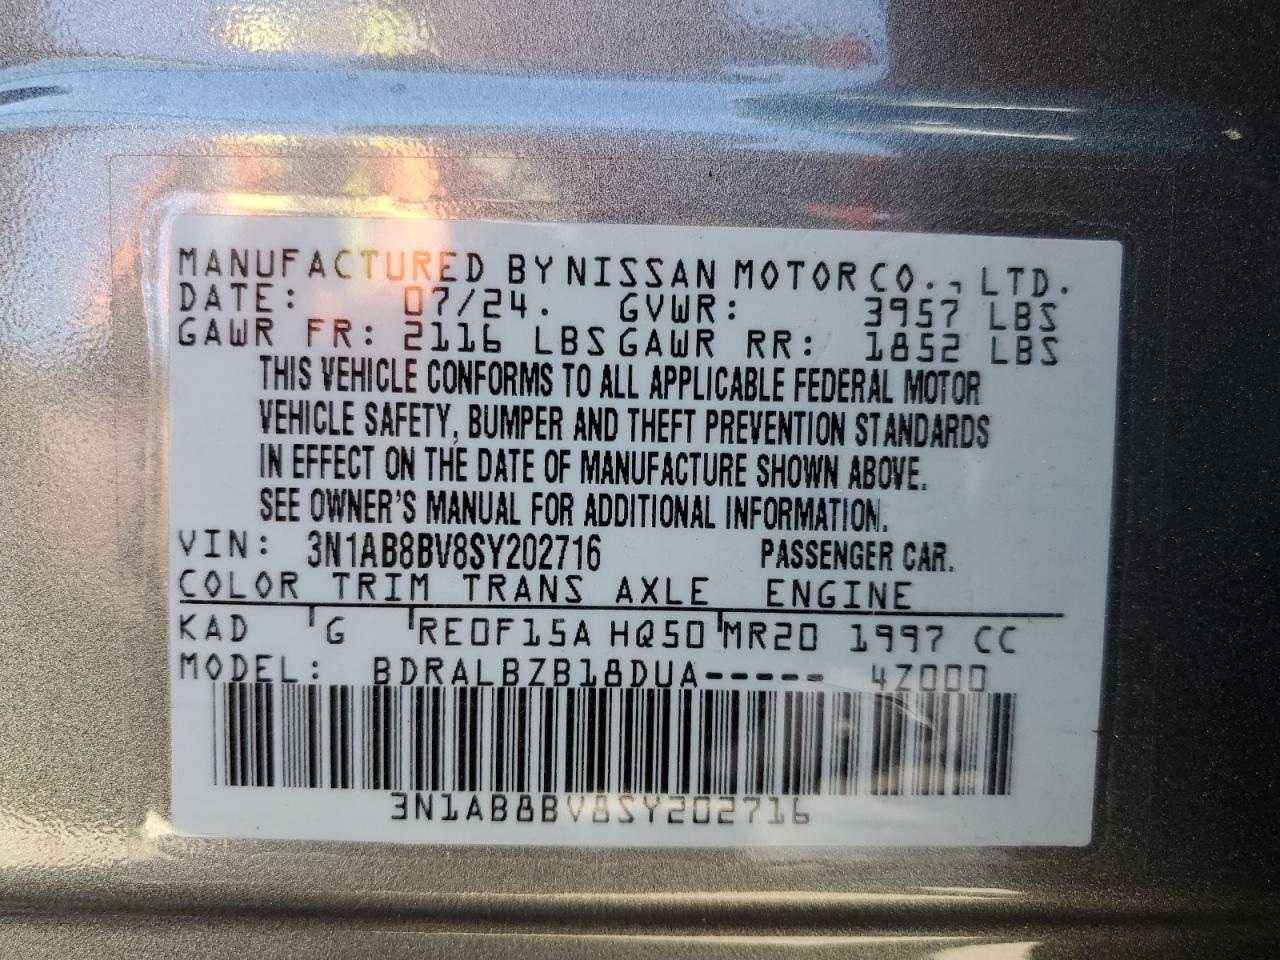 MANUFACTURED BY NISSAN MOTOR CO., LTD.
DATE: 07/24. GVWR: 3957 LBS
GAWR FR: 2116 LBS GAWR RR: 1852 LBS
THIS VEHICLE CONFORMS TO ALL APPLICABLE FEDERAL MOTOR
VEHICLE SAFETY, BUMPER AND THEFT PREVENTION STANDARDS
IN EFFECT ON THE DATE OF MANUFACTURE SHOWN ABOVE.
SEE OWNER'S MANUAL FOR ADDITIONAL INFORMATION.
VIN: 3N1AB8BV8SY202716 PASSENGER CAR.
COLOR TRIM TRANS AXLE ENGINE
KAD G RE0F15A HQ50 MR20 1997 CC
MODEL: BDRALBZB18DUA----- 4Z000
3N1AB8BV8SY202716